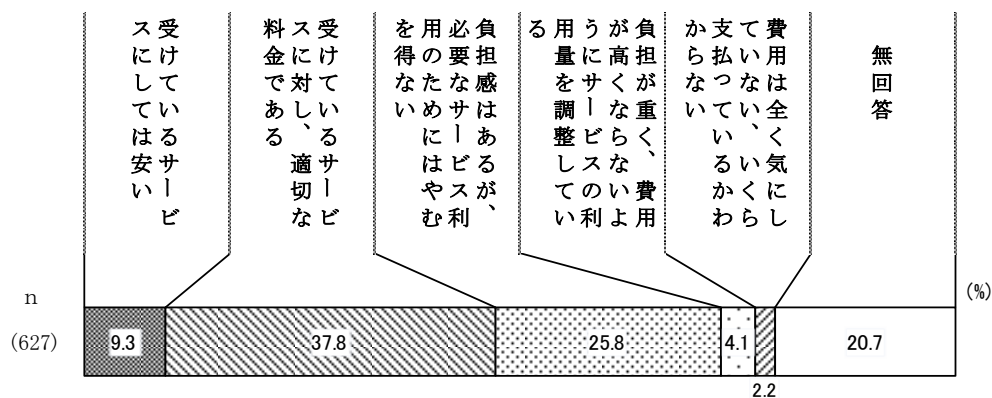 受けているサービ
スにしては安い
受けているサービ
スに対し、適切な
料金である
負担感はあるが、
必要なサービス利
用のためにはやむ
を得ない
負担が重く、費用
が高くならないよ
うにサービスの利
用量を調整してい
る
費用は全く気にし
ていない、いくら
支払っているかわ
からない
無回答
(%)
n
(627)
9.3
37.8
25.8
4.1
2.2
20.7